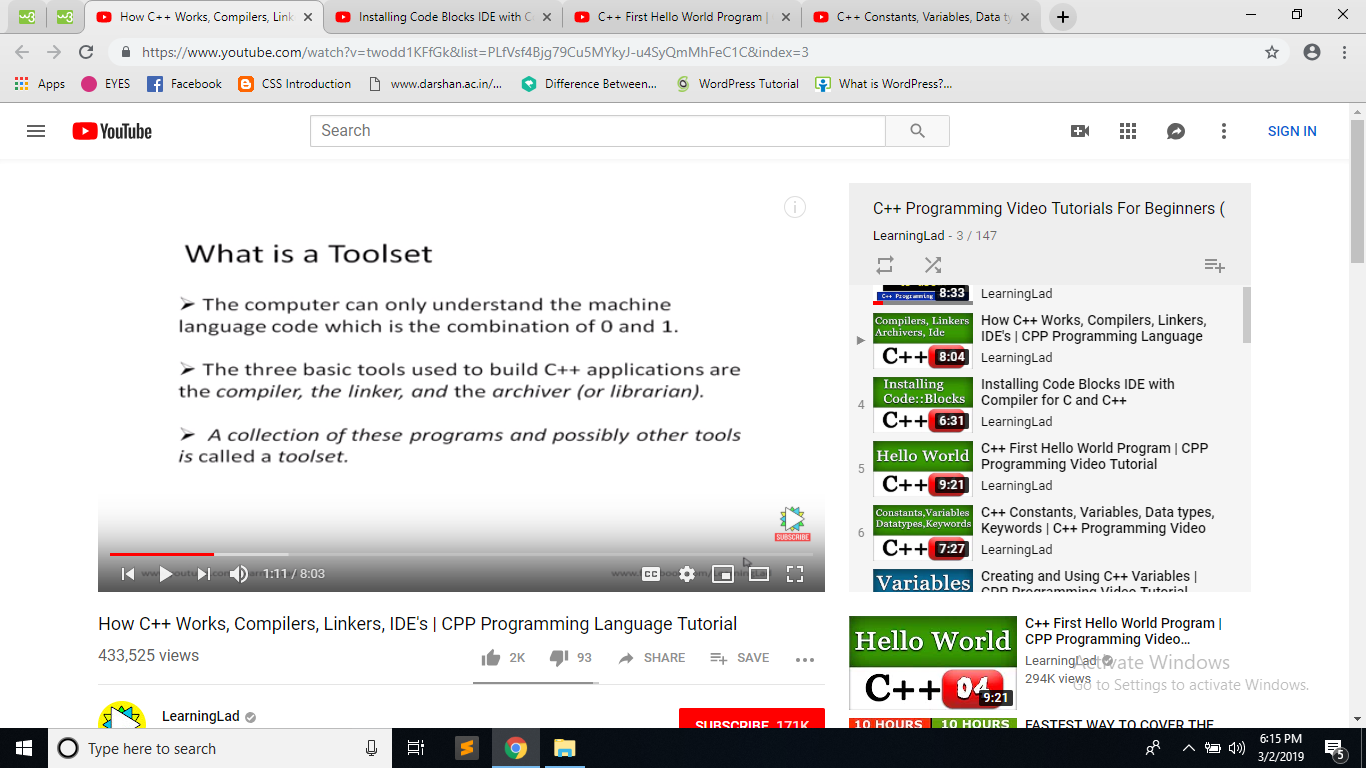 How C++ Works, Compilers, Link
Installing Code Blocks IDE with C
C++ First Hello World Program |
C++ Constants, Variables, Data ty
https://www.youtube.com/watch?v=twodd1KFfGk&list=PLfVsf4Bjg79Cu5MYkyJ-u4SyQmMhFeC1C&index=3
Apps
EYES
Facebook
CSS Introduction
www.darshan.ac.in/...
Difference Between...
WordPress Tutorial
What is WordPress?...
YouTube
Search
SIGN IN
What is a Toolset
➢ The computer can only understand the machine
language code which is the combination of 0 and 1.
➢ The three basic tools used to build C++ applications are
the compiler, the linker, and the archiver (or librarian).
➢ A collection of these programs and possibly other tools
is called a toolset.
SUBSCRIBE
1:11 / 8:03
CC
How C++ Works, Compilers, Linkers, IDE's | CPP Programming Language Tutorial
433,525 views
2K
93
SHARE
SAVE
LearningLad
SUBSCRIBE 171K
C++ Programming Video Tutorials For Beginners (
LearningLad - 3 / 147
C++ Programming
8:33
LearningLad
Compilers, Linkers
Archivers, Ide
C++
8:04
How C++ Works, Compilers, Linkers,
IDE's | CPP Programming Language
LearningLad
4
Installing
Code::Blocks
C++
6:31
Installing Code Blocks IDE with
Compiler for C and C++
LearningLad
5
Hello World
C++
9:21
C++ First Hello World Program | CPP
Programming Video Tutorial
LearningLad
6
Constants,Variables
Datatypes,Keywords
C++
7:27
C++ Constants, Variables, Data types,
Keywords | C++ Programming Video
LearningLad
Variables
Creating and Using C++ Variables |
CPP Programming Video Tutorial
Hello World
C++ 04
9:21
C++ First Hello World Program |
CPP Programming Video...
LearningLad
294K views
Activate Windows
Go to Settings to activate Windows.
10 HOURS
10 HOURS
FASTEST WAY TO COVER THE
Type here to search
6:15 PM
3/2/2019
5